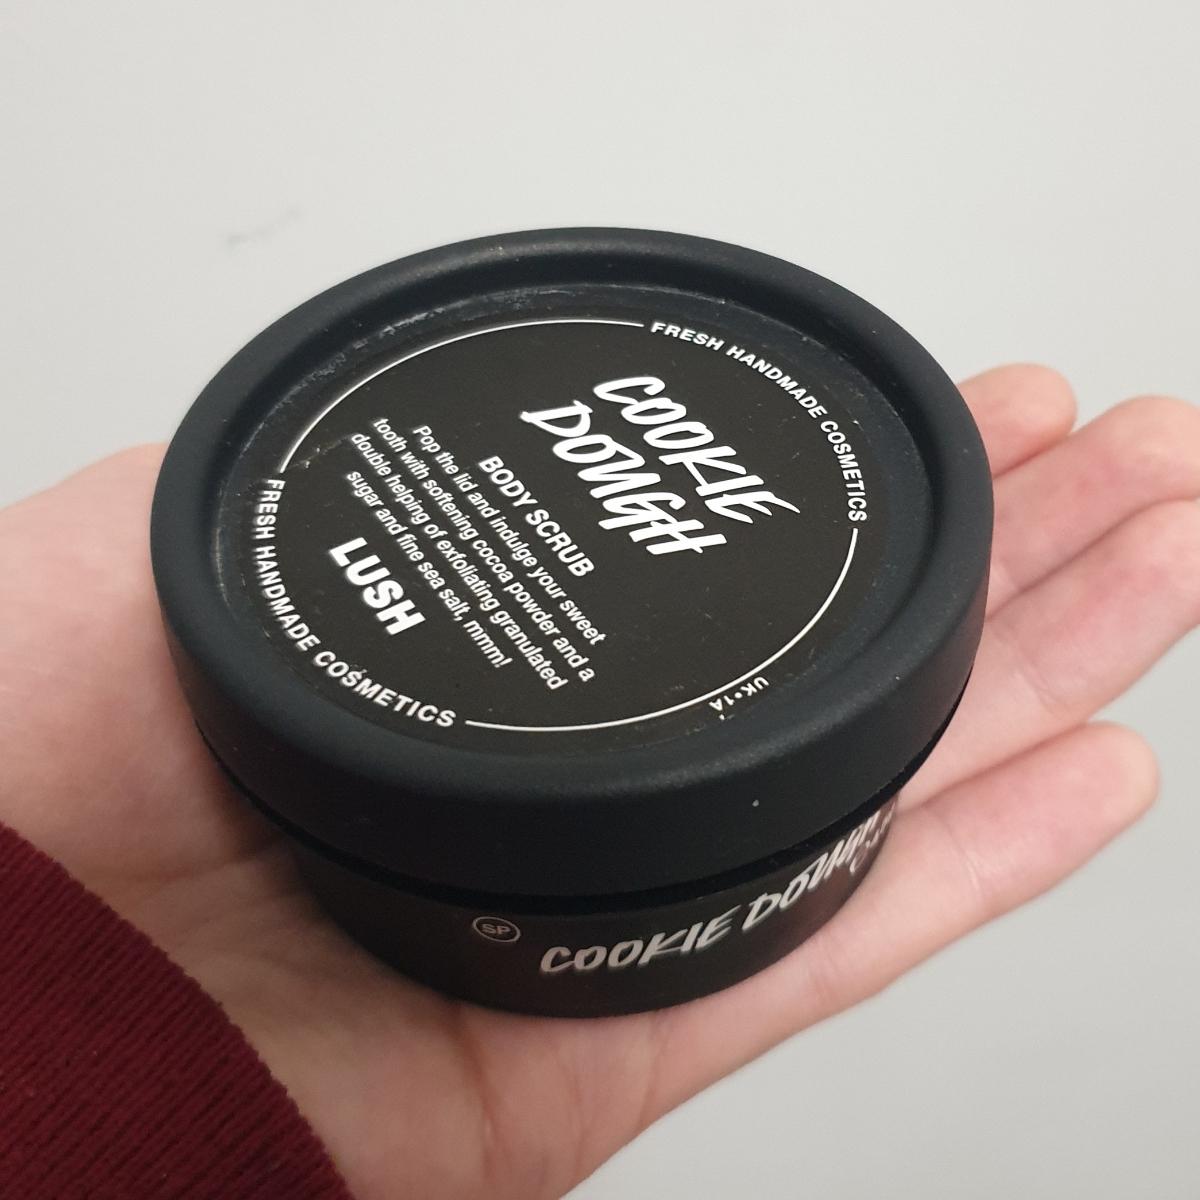 FRESH HANDMADE COSMETICS
COOKIE
DOUGH
BODY SCRUB
Pop the lid and indulge your sweet
tooth with softening cocoa powder and a
double helping of exfoliating granulated
sugar and fine sea salt, mmm!
LUSH
FRESH HANDMADE COSMETICS
UK•1A
SP
COOKIE DOUGH